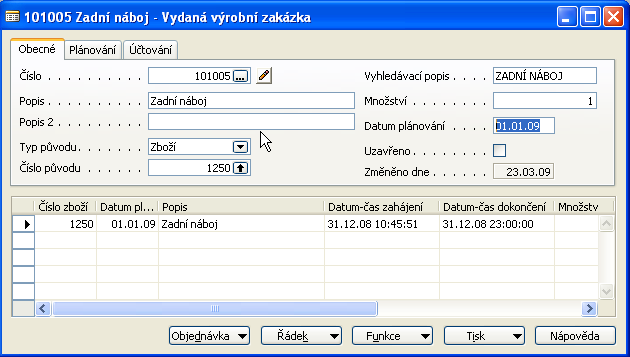 101005 Zadní náboj - Vydaná výrobní zakázka
Obecné Plánování Účtování
Číslo 101005 ... Vyhledávací popis ZADNÍ NÁBOJ
Popis Zadní náboj Množství 1
Popis 2 Datum plánování 01.01.09
Typ původu Zboží Uzavřeno
Číslo původu 1250 Změněno dne 23.03.09
Číslo zboží Datum pl... Popis Datum-čas zahájení Datum-čas dokončení Množstv
1250 01.01.09 Zadní náboj 31.12.08 10:45:51 31.12.08 23:00:00
Objednávka Řádek Funkce Tisk Nápověda